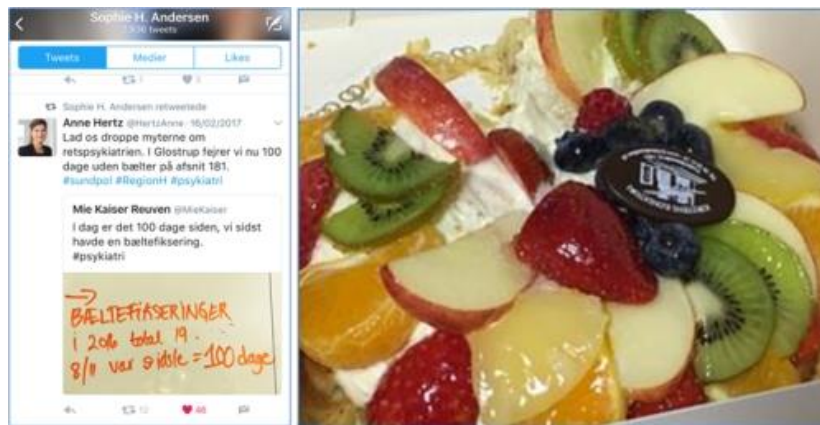 Sophie H. Andersen
Tweets
Medier
Likes
Sophie H. Andersen retweetede
Anne Hertz @HertzAnne 16/02/2017
Lad os droppe myterne om
retspsykiatrien. I Glostrup fejrer vi nu 100
dage uden bælter på afsnit 181.
#sundpol #RegionH #psykiatri
Mie Kaiser Reuven @MieKaiser
I dag er det 100 dage siden, vi sidst
havde en bæltefiksering.
#psykiatri
BÆLTEFIKSERINGER
i 2016 total 19.
8/11 var sidste = 100 dage
12
46